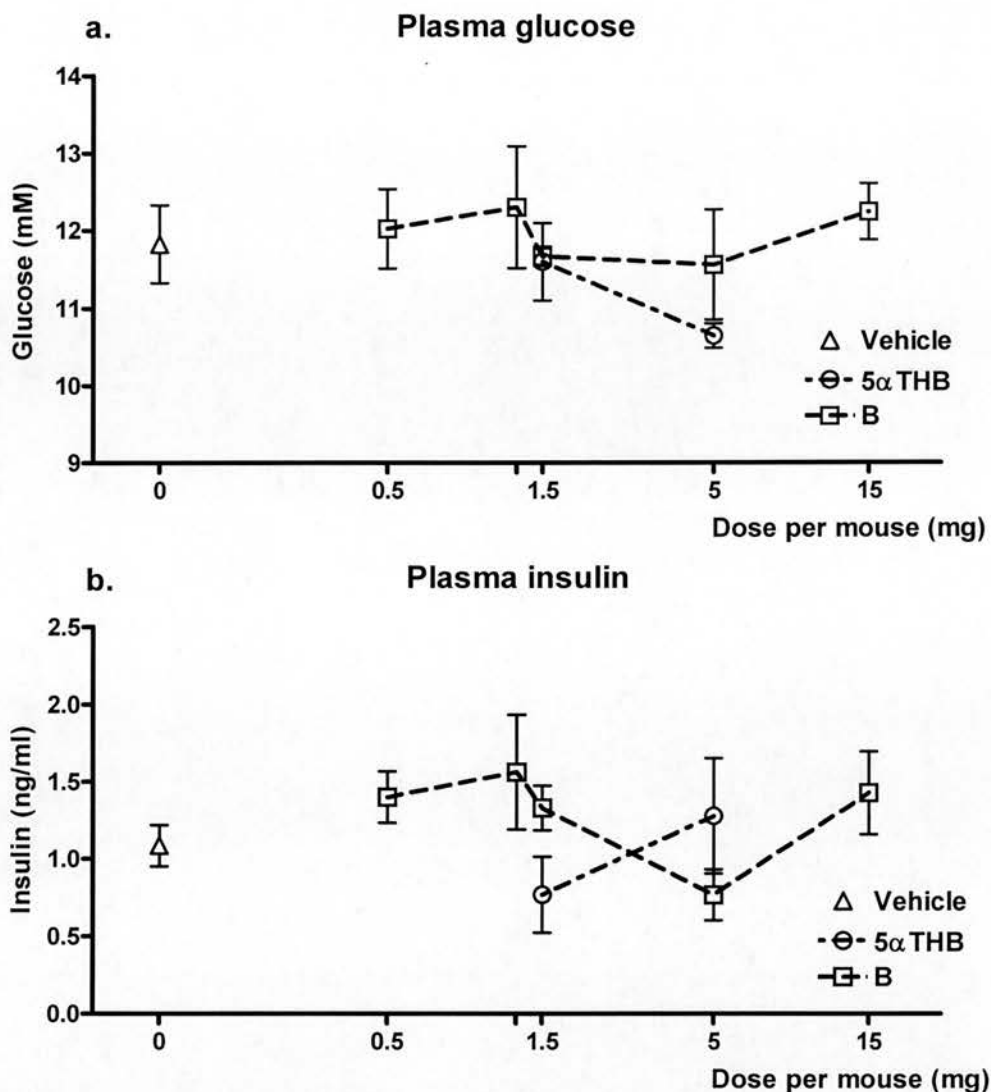 a. Plasma glucose
14
13
12
11
10
9
Glucose (mM)
Vehicle
5α THB
B
0 0.5 1.5 5 15
Dose per mouse (mg)
b. Plasma insulin
2.5
2.0
1.5
1.0
0.5
0.0
Insulin (ng/ml)
Vehicle
5α THB
B
0 0.5 1.5 5 15
Dose per mouse (mg)